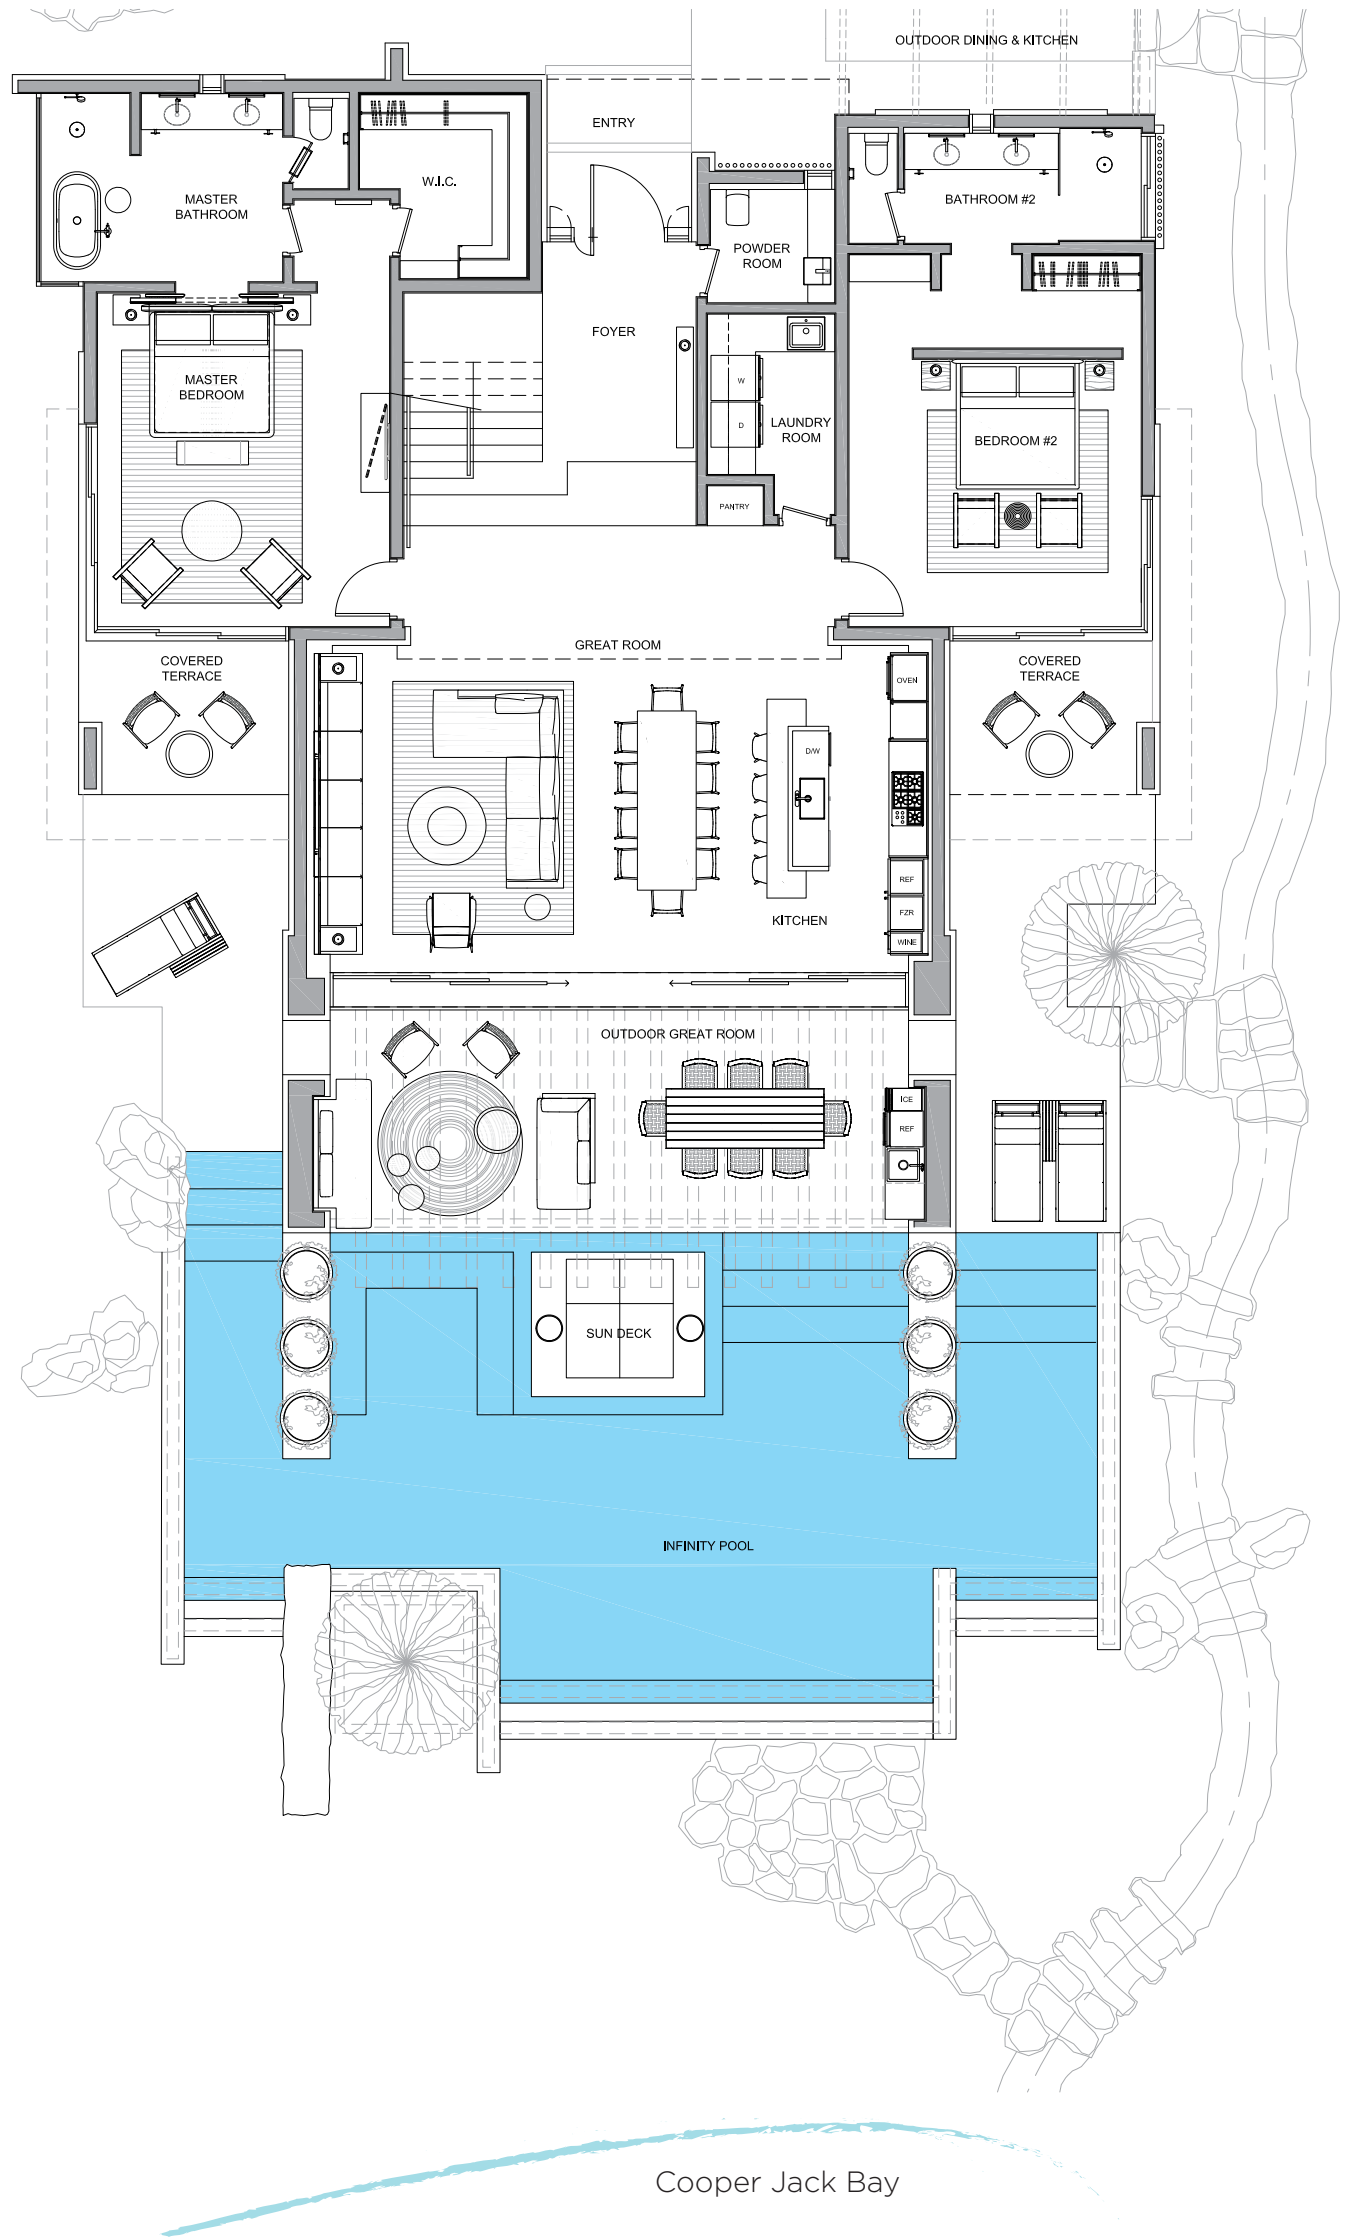 OUTDOOR DINING & KITCHEN
ENTRY
W.I.C.
MASTER
BATHROOM
BATHROOM #2
POWDER
ROOM
FOYER
MASTER
BEDROOM
W
D
LAUNDRY
ROOM
BEDROOM #2
PANTRY
GREAT ROOM
COVERED
TERRACE
COVERED
TERRACE
OVEN
D/W
REF
FZR
WINE
KITCHEN
OUTDOOR GREAT ROOM
ICE
REF
SUN DECK
INFINITY POOL
Cooper Jack Bay